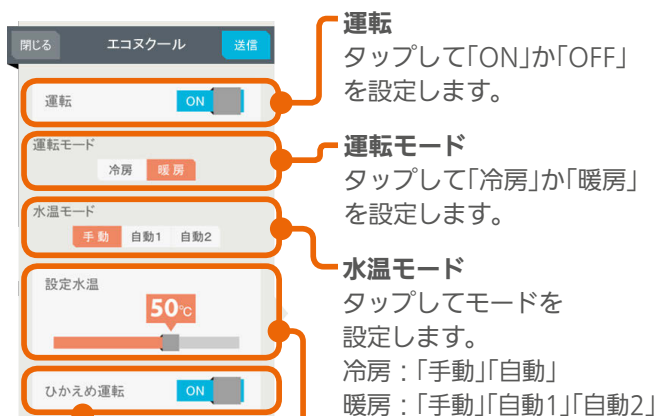 閉じる エコヌクール 送信
運転 ON
運転モード
冷房 暖房
水温モード
手動 自動1 自動2
設定水温
50℃
ひかえめ運転 ON
運転
タップして「ON」か「OFF」
を設定します。
運転モード
タップして「冷房」か「暖房」
を設定します。
水温モード
タップしてモードを
設定します。
冷房：「手動」「自動」
暖房：「手動」「自動1」「自動2」